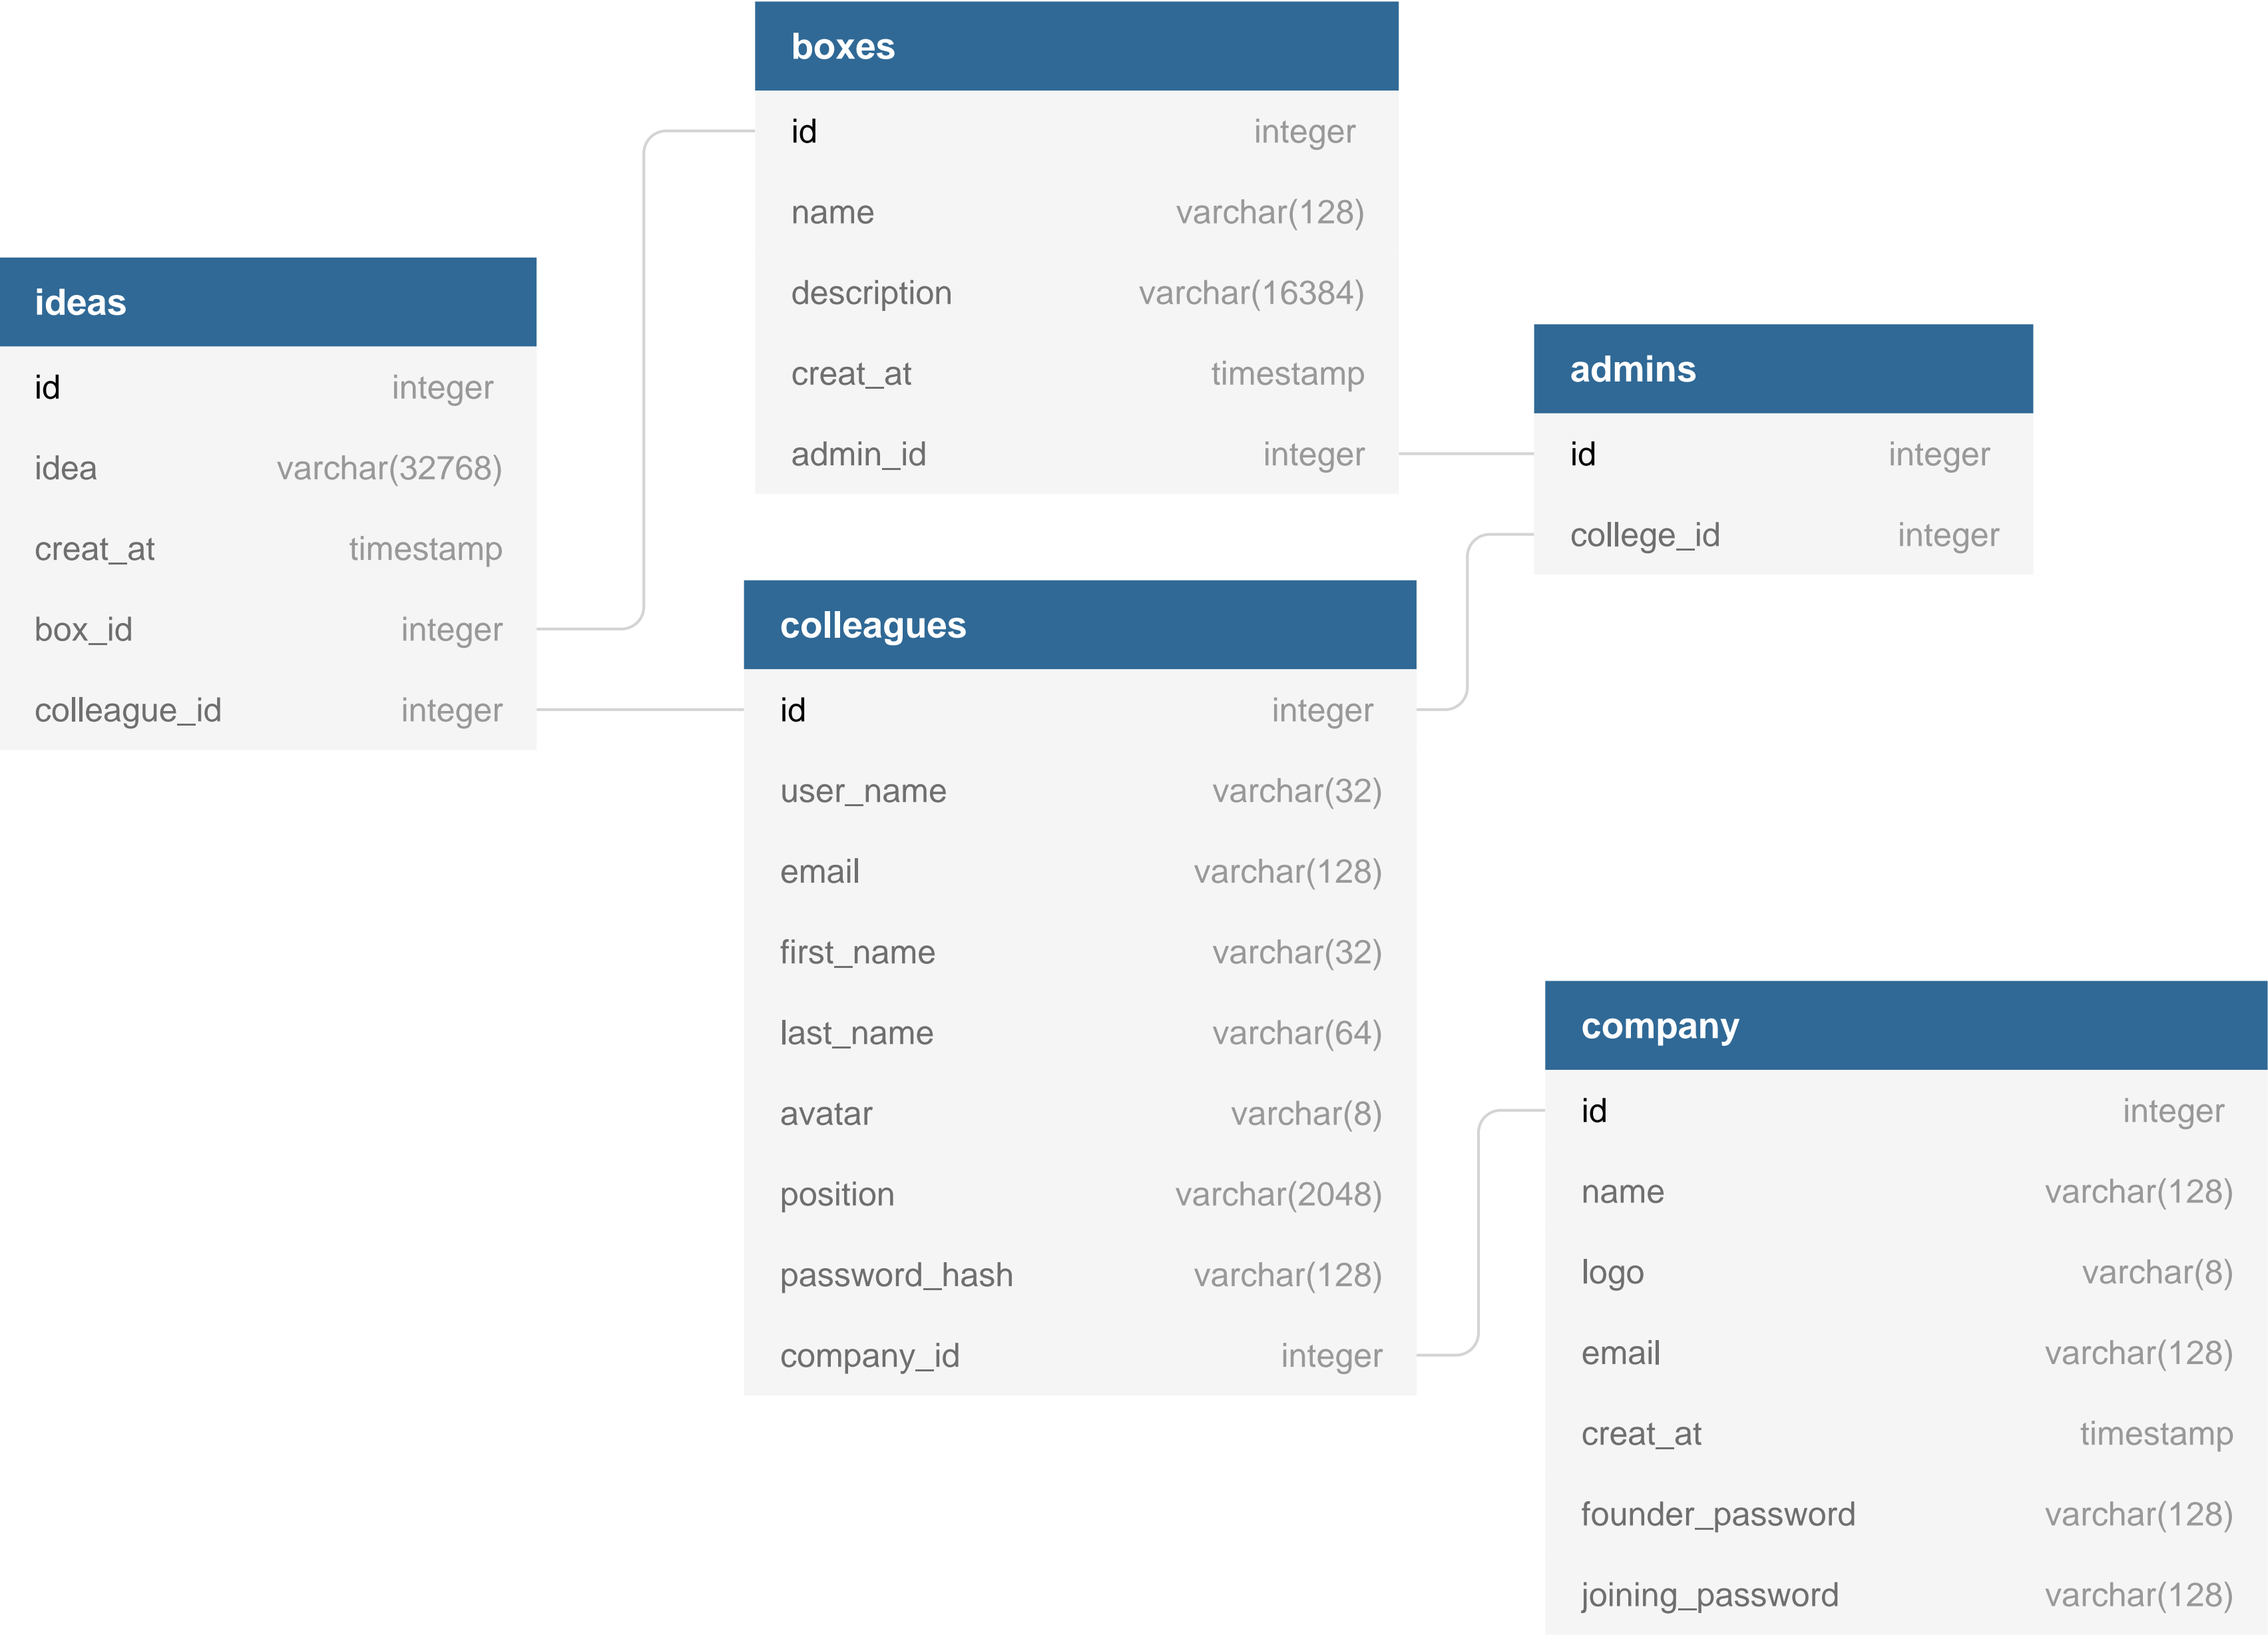 boxes
id integer
name varchar(128)
description varchar(16384)
creat_at timestamp
admin_id integer
ideas
id integer
idea varchar(32768)
creat_at timestamp
box_id integer
colleague_id integer
admins
id integer
college_id integer
colleagues
id integer
user_name varchar(32)
email varchar(128)
first_name varchar(32)
last_name varchar(64)
avatar varchar(8)
position varchar(2048)
password_hash varchar(128)
company_id integer
company
id integer
name varchar(128)
logo varchar(8)
email varchar(128)
creat_at timestamp
founder_password varchar(128)
joining_password varchar(128)